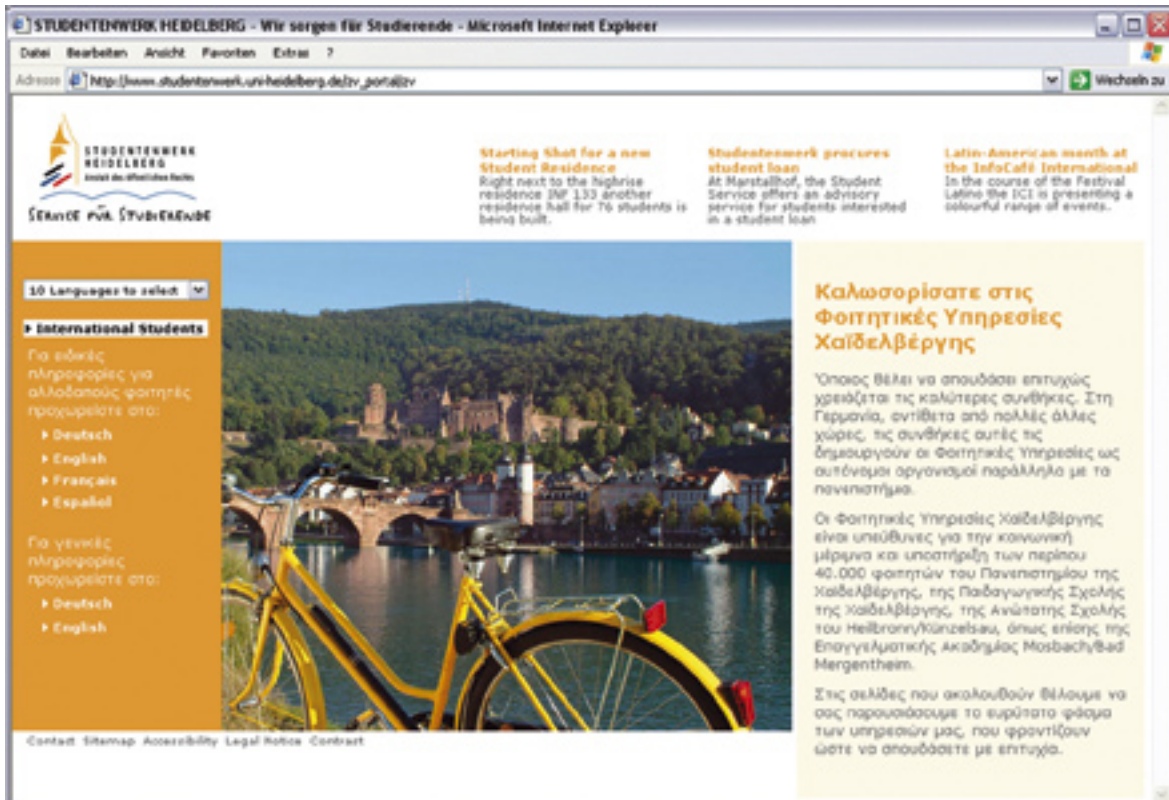 STUDENTENWERK HEIDELBERG - Wir sorgen für Studierende - Microsoft Internet Explorer
Datei Bearbeiten Ansicht Favoriten Extras ?
Adresse http://www.studentenwerk.uni-heidelberg.de/zv_portal/zv Wechseln zu
STUDENTENWERK
HEIDELBERG
Anstalt des öffentlichen Rechts
SERVICE FÜR STUDIERENDE
Starting Shot for a new
Student Residence
Right next to the highrise
residence INF 133 another
residence hall for 76 students is
being built.
Studentenwerk procures
student loan
At Marstallhof, the Student
Service offers an advisory
service for students interested
in a student loan
Latin-American month at
the InfoCafé International
In the course of the Festival
Latino the ICI is presenting a
colourful range of events.
10 Languages to select
International Students
Για ειδικές
πληροφορίες για
αλλοδαπούς φοιτητές
προχωρείστε στα:
Deutsch
English
Français
Español
Για γενικές
πληροφορίες
προχωρείστε στα:
Deutsch
English
Καλωσορίσατε στις
Φοιτητικές Υπηρεσίες
Χαϊδελβέργης
Όποιος θέλει να σπουδάσει επιτυχώς
χρειάζεται τις καλύτερες συνθήκες. Στη
Γερμανία, αντίθετα από πολλές άλλες
χώρες, τις συνθήκες αυτές τις
δημιουργούν οι Φοιτητικές Υπηρεσίες ως
αυτόνομοι οργανισμοί παράλληλα με τα
πανεπιστήμια.
Οι Φοιτητικές Υπηρεσίες Χαϊδελβέργης
είναι υπεύθυνες για την κοινωνική
μέριμνα και υποστήριξη των περίπου
40.000 φοιτητών του Πανεπιστημίου της
Χαϊδελβέργης, της Παιδαγωγικής Σχολής
της Χαϊδελβέργης, της Ανώτατης Σχολής
του Heilbronn/Künzelsau, όπως επίσης της
Επαγγελματικής Ακαδημίας Mosbach/Bad
Mergentheim.
Στις σελίδες που ακολουθούν θέλουμε να
σας παρουσιάσουμε το ευρύτατο φάσμα
των υπηρεσιών μας, που φροντίζουν
ώστε να σπουδάσετε με επιτυχία.
Contact Sitemap Accessibility Legal Notice Contrast